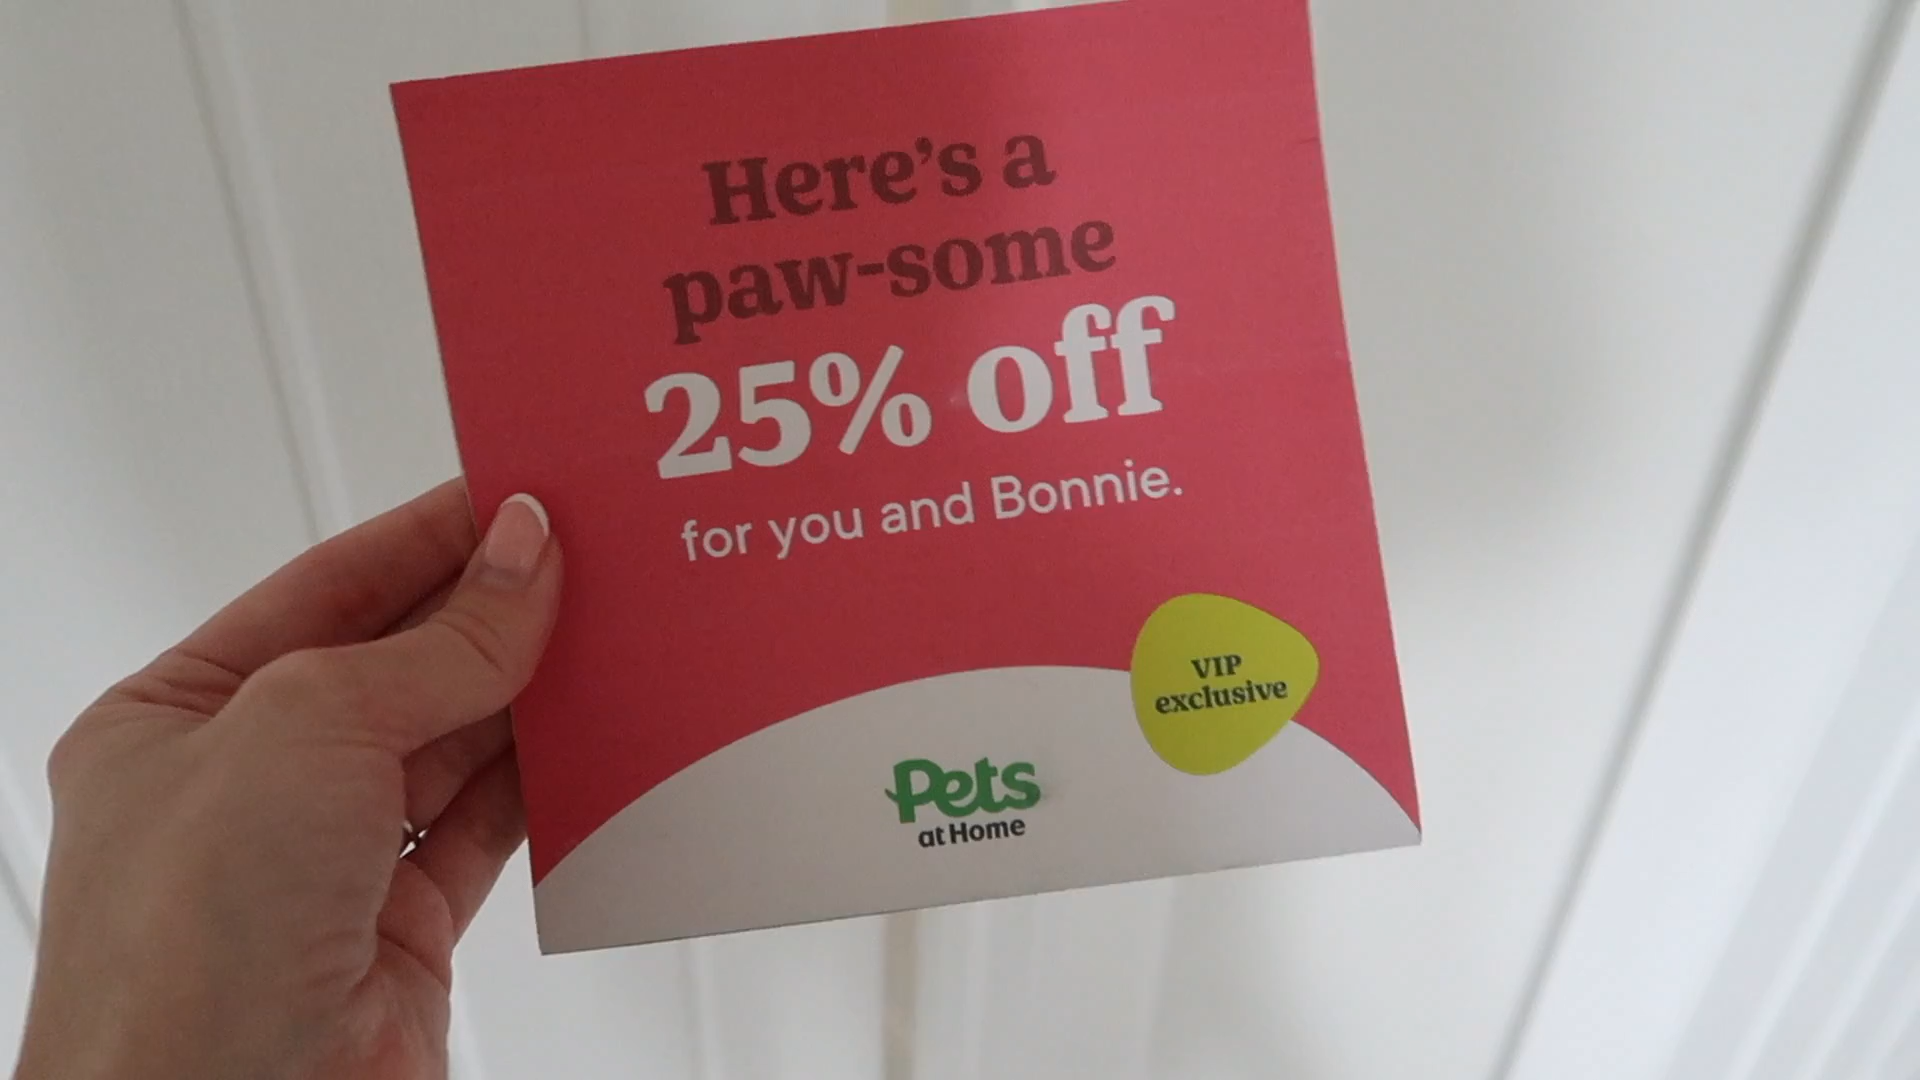 Here's a
paw-some
25% off
for you and Bonnie.
VIP
exclusive
Pets
at Home